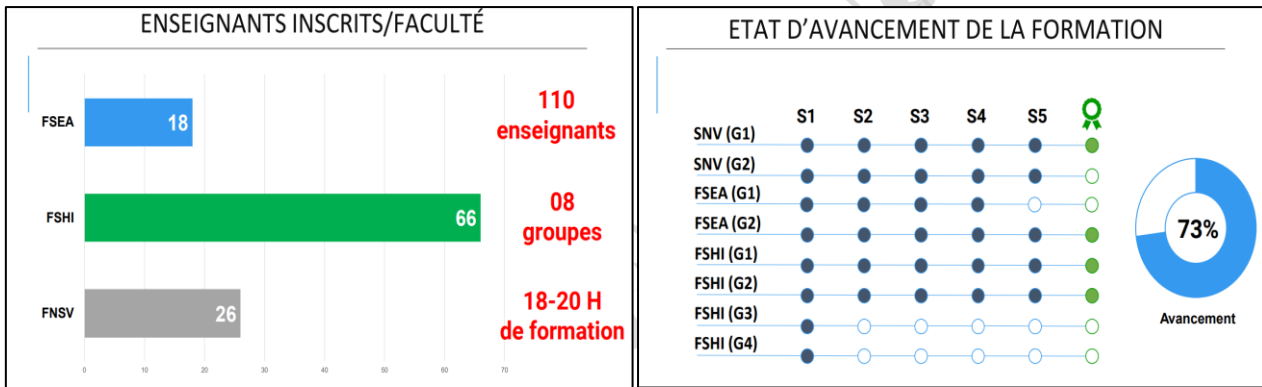 ENSEIGNANTS INSCRITS/FACULTÉ
FSEA
18
110
enseignants
FSHI
66
08
groupes
FNSV
26
18-20 H
de formation
0 10 20 30 40 50 60 70
ETAT D'AVANCEMENT DE LA FORMATION
S1 S2 S3 S4 S5
SNV (G1)
SNV (G2)
FSEA (G1)
FSEA (G2)
FSHI (G1)
FSHI (G2)
FSHI (G3)
FSHI (G4)
73%
Avancement